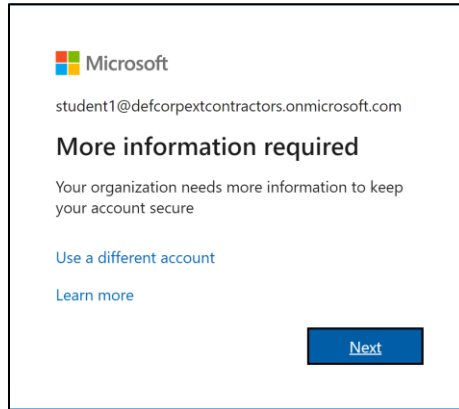 Microsoft
student1@defcorpextcontractors.onmicrosoft.com
More information required
Your organization needs more information to keep
your account secure
Use a different account
Learn more
Next